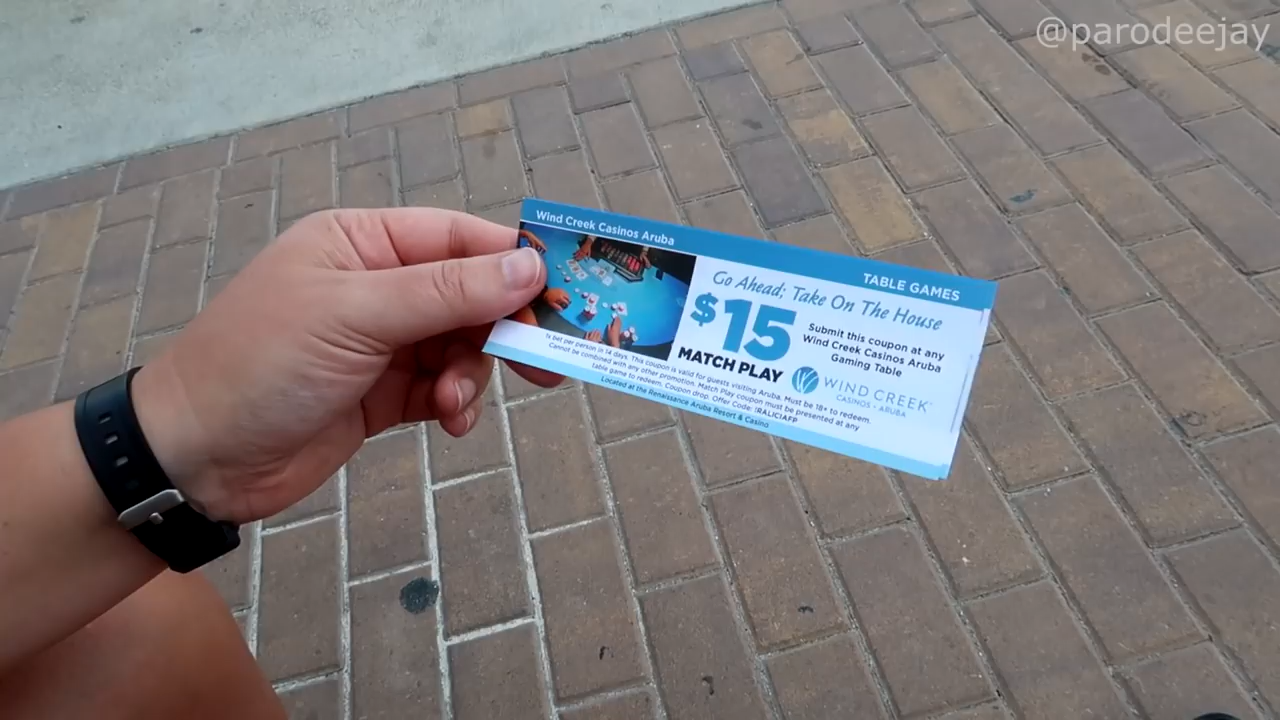 @parodeejay
Wind Creek Casinos Aruba
TABLE GAMES
Go Ahead; Take On The House
$15
MATCH PLAY
Submit this coupon at any
Wind Creek Casinos Aruba
Gaming Table
WIND CREEK
CASINOS • ARUBA
bet per person in 14 days. This coupon is valid for guests visiting Aruba. Must be 18+ to redeem.
Cannot be combined with any other promotion. Match Play coupon must be presented at any
table game to redeem. Coupon drop. Offer Code:
Located at the Renaissance Aruba Resort & Casino